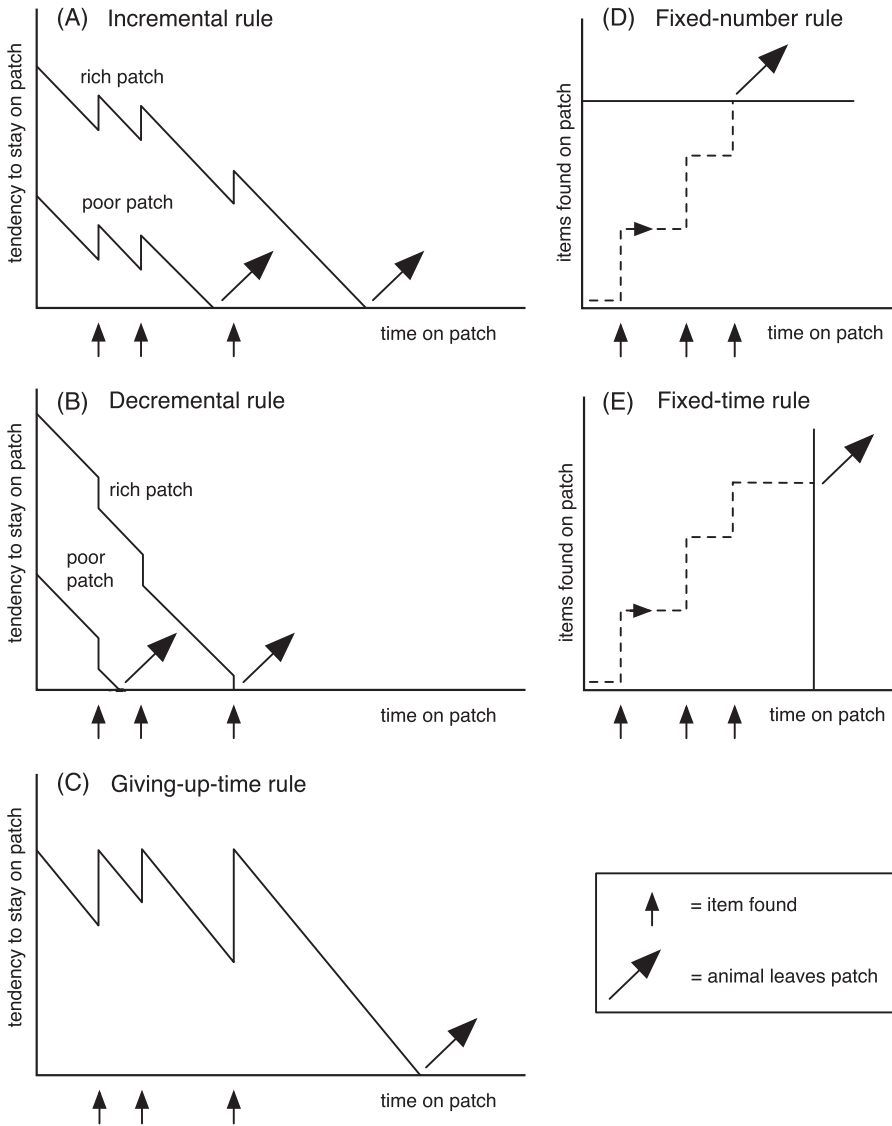 (A) Incremental rule
tendency to stay on patch
rich patch
poor patch
time on patch
(B) Decremental rule
tendency to stay on patch
rich patch
poor
patch
time on patch
(C) Giving-up-time rule
tendency to stay on patch
time on patch
(D) Fixed-number rule
items found on patch
time on patch
(E) Fixed-time rule
items found on patch
time on patch
= item found
= animal leaves patch